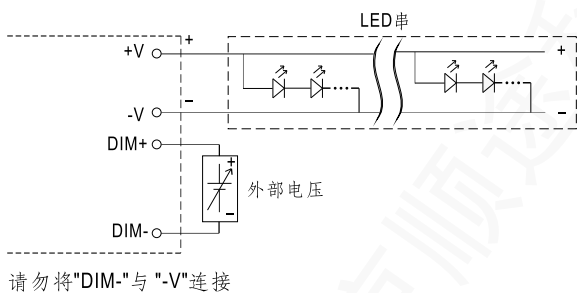 LED串
+V
+
+
-V
−
−
DIM+
+
外部电压
−
DIM-
请勿将"DIM-"与 "-V"连接